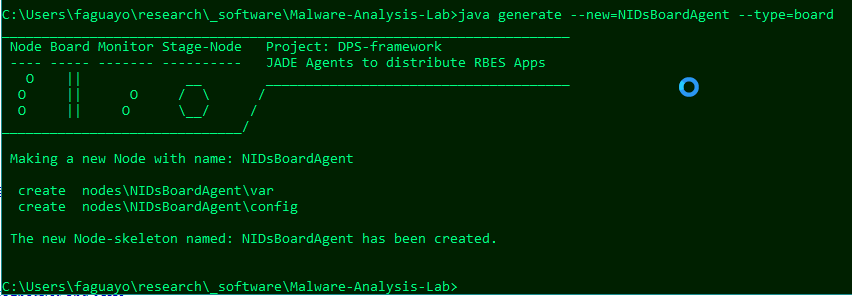 C:\Users\faguayo\research\_software\Malware-Analysis-Lab>java generate --new=NIDsBoardAgent --type=board
Node Board Monitor Stage-Node   Project: DPS-framework
---- ----- ------- ----------   JADE Agents to distribute RBES Apps
  O    ||             __
 O     ||      O     /  \      /
 O     ||     O      \__/     /
______________________________/
Making a new Node with name: NIDsBoardAgent
create  nodes\NIDsBoardAgent\var
create  nodes\NIDsBoardAgent\config
The new Node-skeleton named: NIDsBoardAgent has been created.
C:\Users\faguayo\research\_software\Malware-Analysis-Lab>